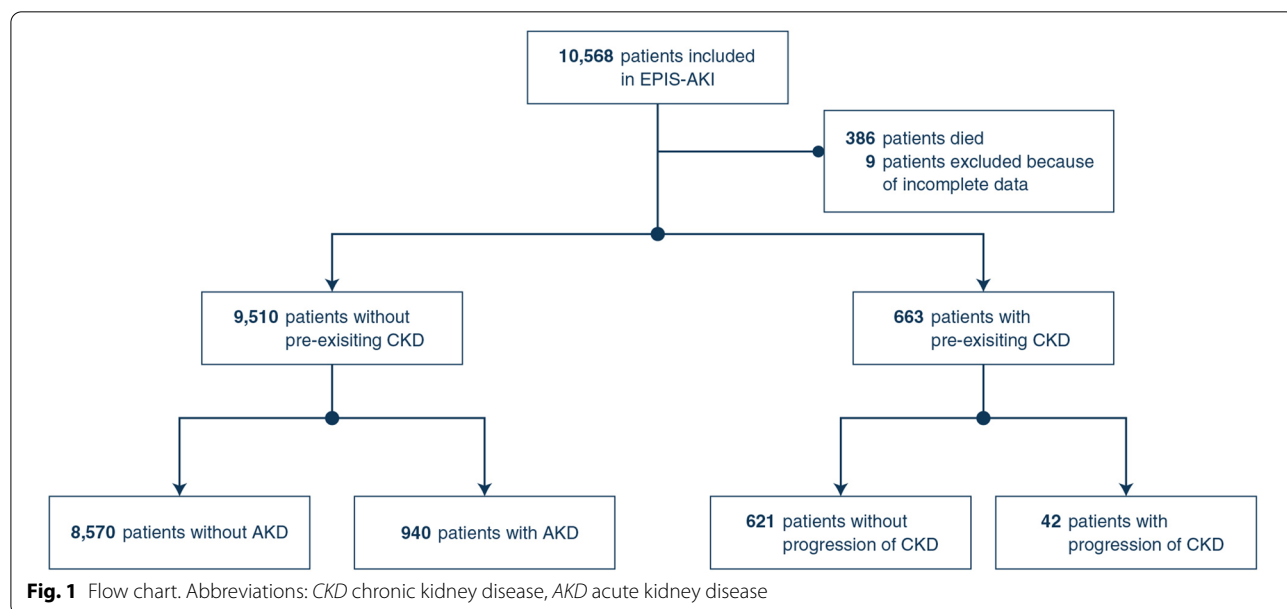 10,568 patients included
in EPIS-AKI
386 patients died
9 patients excluded because
of incomplete data
9,510 patients without
pre-exisiting CKD
663 patients with
pre-exisiting CKD
8,570 patients without AKD
940 patients with AKD
621 patients without
progression of CKD
42 patients with
progression of CKD
Fig. 1 Flow chart. Abbreviations: CKD chronic kidney disease, AKD acute kidney disease